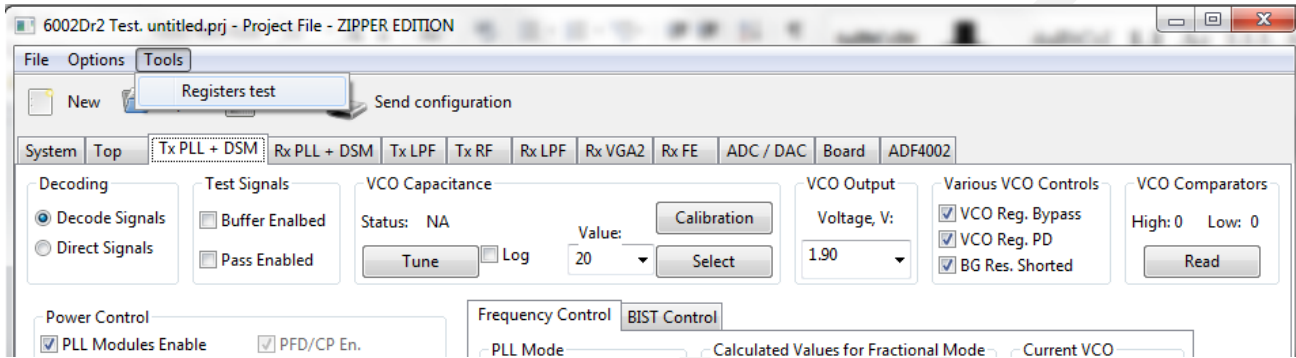 6002Dr2 Test. untitled.prj - Project File - ZIPPER EDITION
File Options Tools
Registers test
New Send configuration
System Top Tx PLL + DSM Rx PLL + DSM Tx LPF Tx RF Rx LPF Rx VGA2 Rx FE ADC / DAC Board ADF4002
Decoding Test Signals VCO Capacitance VCO Output Various VCO Controls VCO Comparators
Decode Signals Buffer Enalbed Status: NA Value: Calibration Voltage, V: VCO Reg. Bypass High: 0 Low: 0
Direct Signals VCO Reg. PD
Pass Enabled Tune Log 20 Select 1.90 BG Res. Shorted Read
Power Control Frequency Control BIST Control
PLL Modules Enable PFD/CP En. PLL Mode Calculated Values for Fractional Mode Current VCO